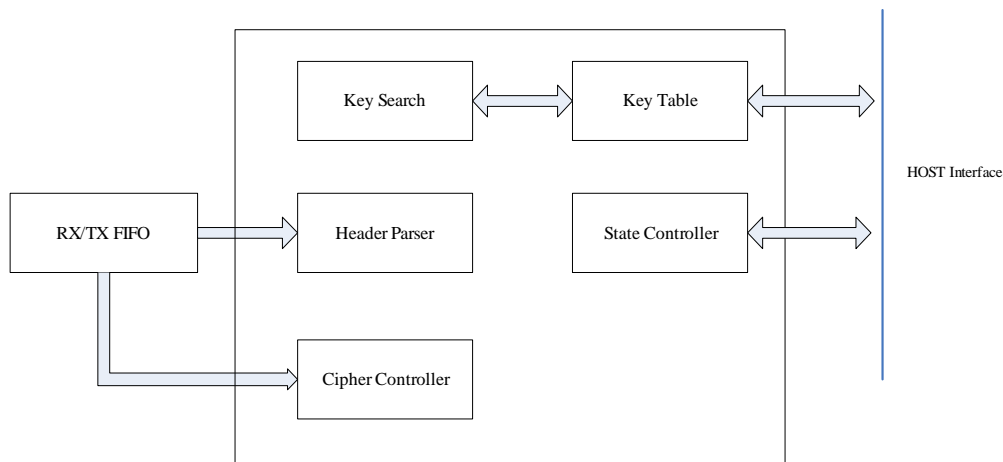 Key Search
Key Table
HOST Interface
RX/TX FIFO
Header Parser
State Controller
Cipher Controller